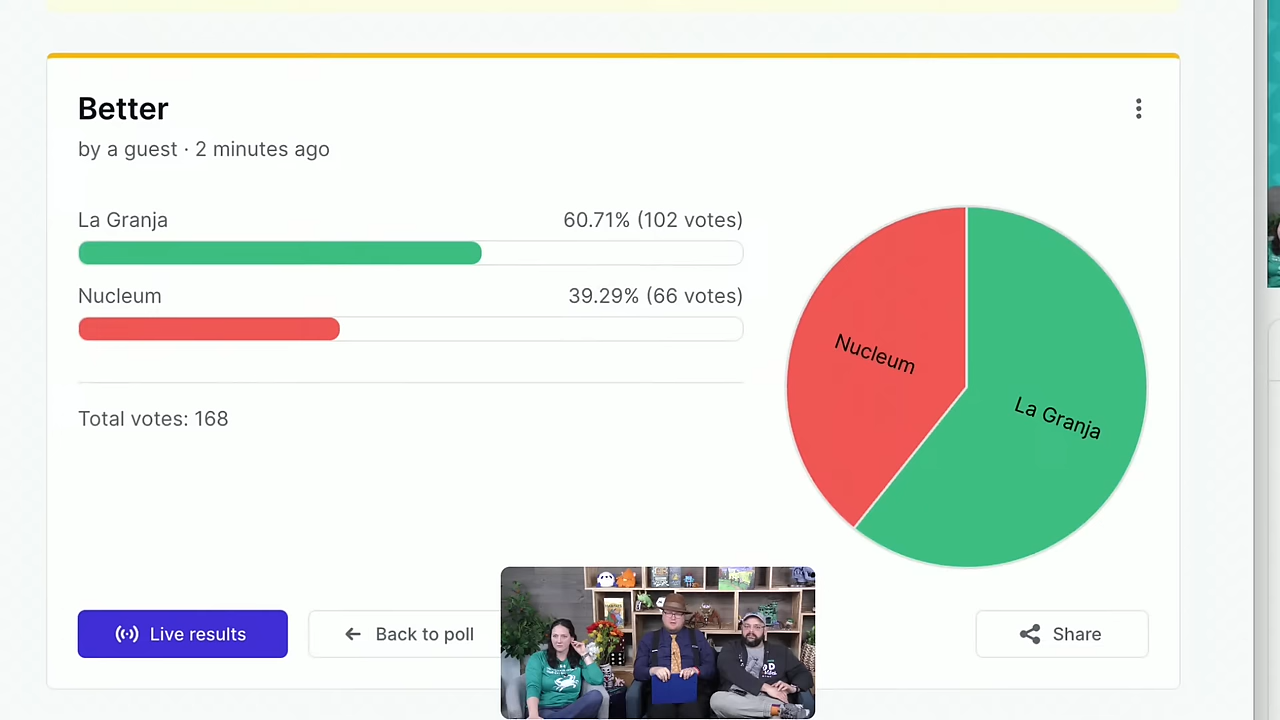 Better
by a guest · 2 minutes ago
La Granja 60.71% (102 votes)
Nucleum 39.29% (66 votes)
Total votes: 168
Nucleum
La Granja
Live results
Back to poll
Share